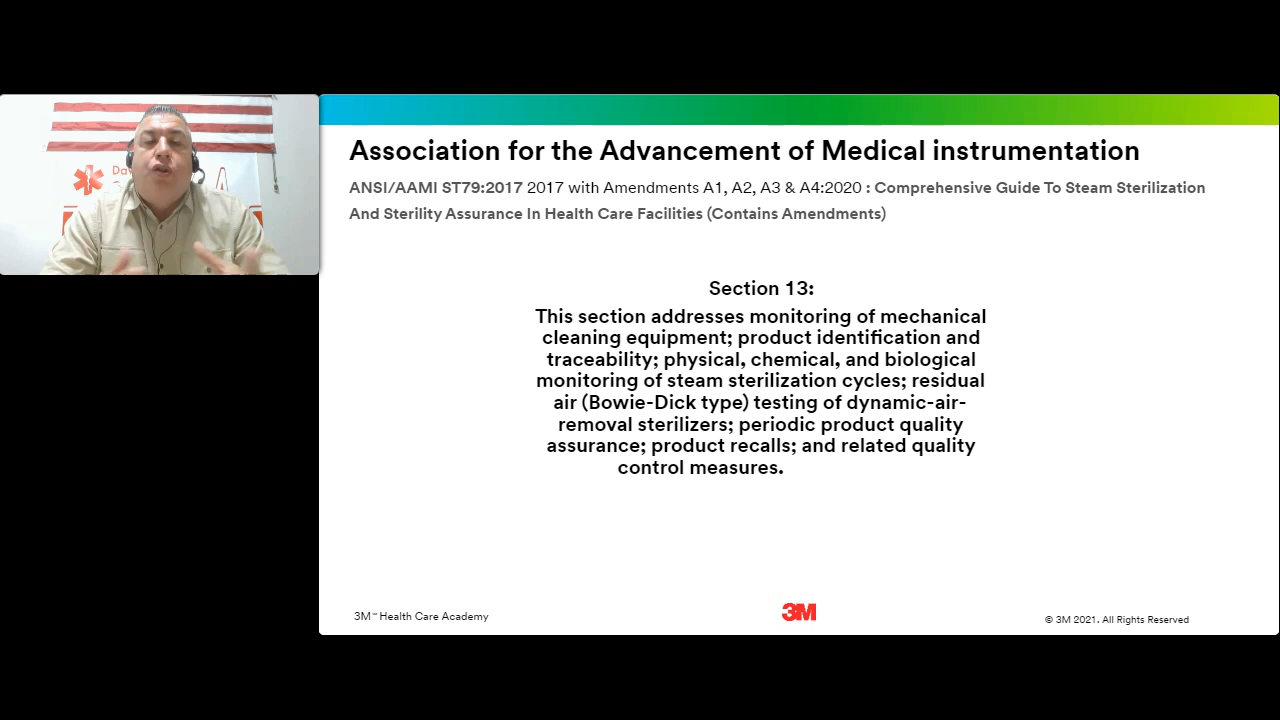 Association for the Advancement of Medical instrumentation
ANSI/AAMI ST79:2017 2017 with Amendments A1, A2, A3 & A4:2020 : Comprehensive Guide To Steam Sterilization
And Sterility Assurance In Health Care Facilities (Contains Amendments)
Section 13:
This section addresses monitoring of mechanical
cleaning equipment; product identification and
traceability; physical, chemical, and biological
monitoring of steam sterilization cycles; residual
air (Bowie-Dick type) testing of dynamic-air-
removal sterilizers; periodic product quality
assurance; product recalls; and related quality
control measures.
3M™ Health Care Academy
3M
© 3M 2021. All Rights Reserved